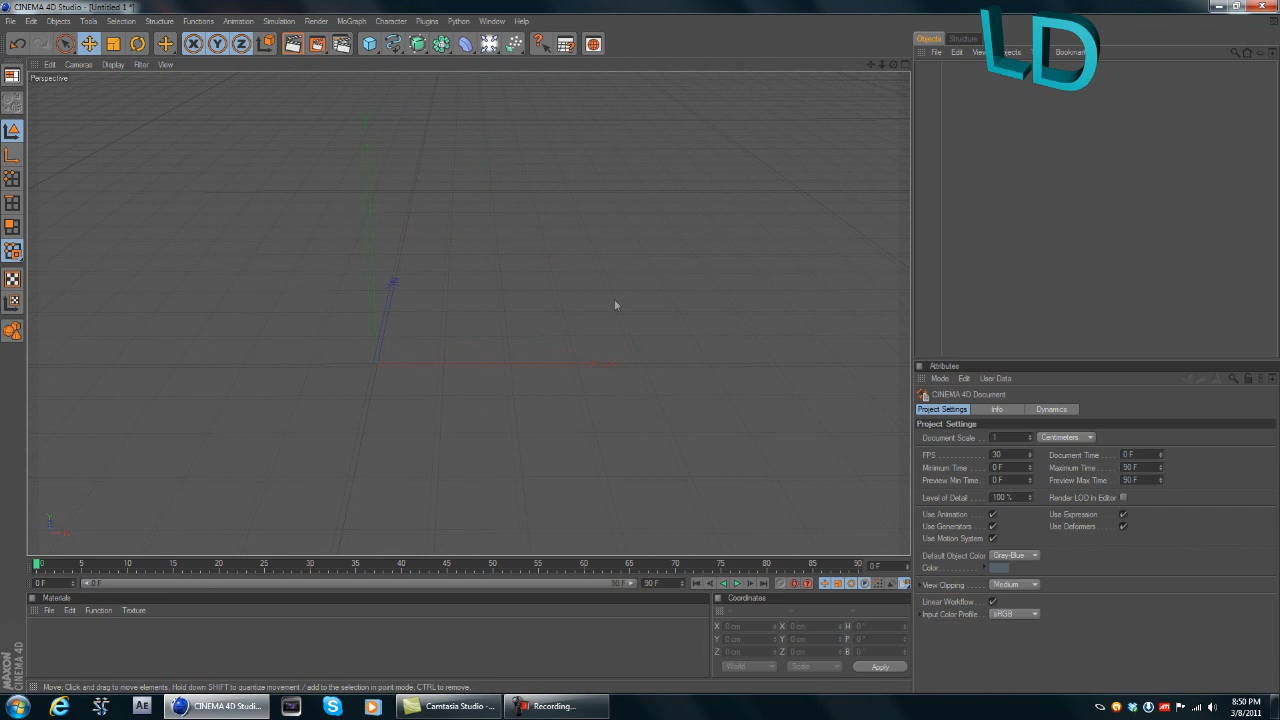 CINEMA 4D Studio - [Untitled 1 *]
File Edit Objects Tools Selection Structure Functions Animation Simulation Render MoGraph Character Plugins Python Window Help
LD
Objects Structure
File Edit View Objects Tags Bookmark
Edit Cameras Display Filter View
Perspective
Y
X
Attributes
Mode Edit User Data
CINEMA 4D Document
Project Settings Info Dynamics
Project Settings
Document Scale . . 1 Centimeters
FPS . . . . . . . . . . . . 30 Document Time . . . . 0 F
Minimum Time . . . 0 F Maximum Time . . . . 90 F
Preview Min Time . . 0 F Preview Max Time . . 90 F
Level of Detail . . . . 100 % Render LOD in Editor
Use Animation . . . Use Expression . . .
Use Generators . . Use Deformers . . .
Use Motion System
Default Object Color Gray-Blue
Color . . . . . . . . . .
View Clipping . . . . . Medium
Linear Workflow . . .
Input Color Profile . . sRGB
0 5 10 15 20 25 30 35 40 45 50 55 60 65 70 75 80 85 90 0 F
0 F 0 F 90 F 90 F
Materials
File Edit Function Texture
Coordinates
X 0 cm X 0 cm H 0 °
Y 0 cm Y 0 cm P 0 °
Z 0 cm Z 0 cm B 0 °
World Scale Apply
MAXON
CINEMA 4D
Move: Click and drag to move elements. Hold down SHIFT to quantize movement / add to the selection in point mode, CTRL to remove.
Ae
CINEMA 4D Studi...
Camtasia Studio -...
Recording...
8:50 PM
3/8/2011